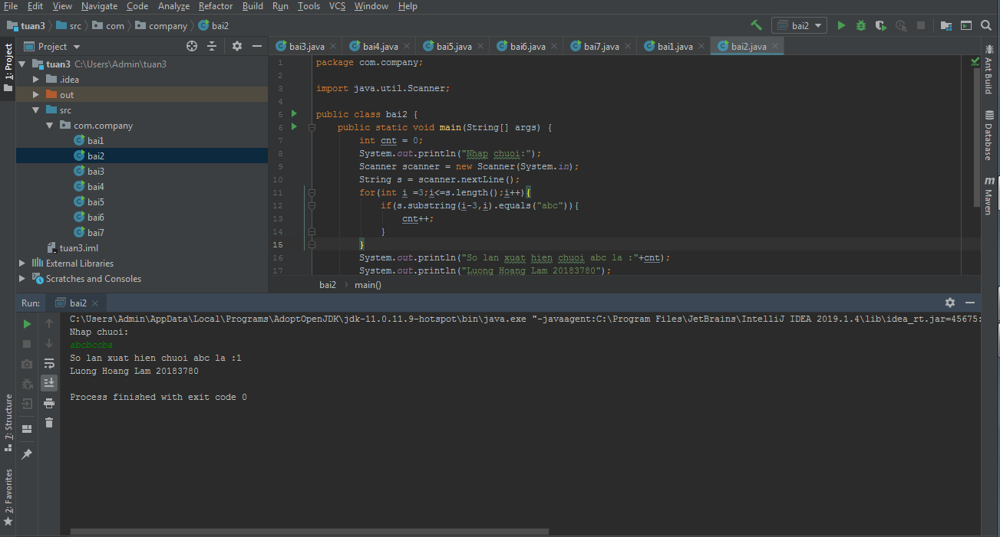 File Edit View Navigate Code Analyze Refactor Build Run Tools VCS Window Help
tuan3 src com company bai2 bai2
1: Project
Project
bai3.java bai4.java bai5.java bai6.java bai7.java bai1.java bai2.java
tuan3 C:\Users\Admin\tuan3
.idea
out
src
com.company
bai1
bai2
bai3
bai4
bai5
bai6
bai7
tuan3.iml
External Libraries
Scratches and Consoles
1 package com.company;
2
3 import java.util.Scanner;
4
5 public class bai2 {
6 public static void main(String[] args) {
7 int cnt = 0;
8 System.out.println("Nhap chuoi:");
9 Scanner scanner = new Scanner(System.in);
10 String s = scanner.nextLine();
11 for(int i =3;i<=s.length();i++){
12 if(s.substring(i-3,i).equals("abc")){
13 cnt++;
14 }
15 }
16 System.out.println("So lan xuat hien chuoi abc la :"+cnt);
17 System.out.println("Luong Hoang Lam 20183780");
bai2 main()
Ant Build
Database
m Maven
Run: bai2
C:\Users\Admin\AppData\Local\Programs\AdoptOpenJDK\jdk-11.0.11.9-hotspot\bin\java.exe "-javaagent:C:\Program Files\JetBrains\IntelliJ IDEA 2019.1.4\lib\idea_rt.jar=45675:
Nhap chuoi:
abcbccba
So lan xuat hien chuoi abc la :1
Luong Hoang Lam 20183780
Process finished with exit code 0
7: Structure
2: Favorites